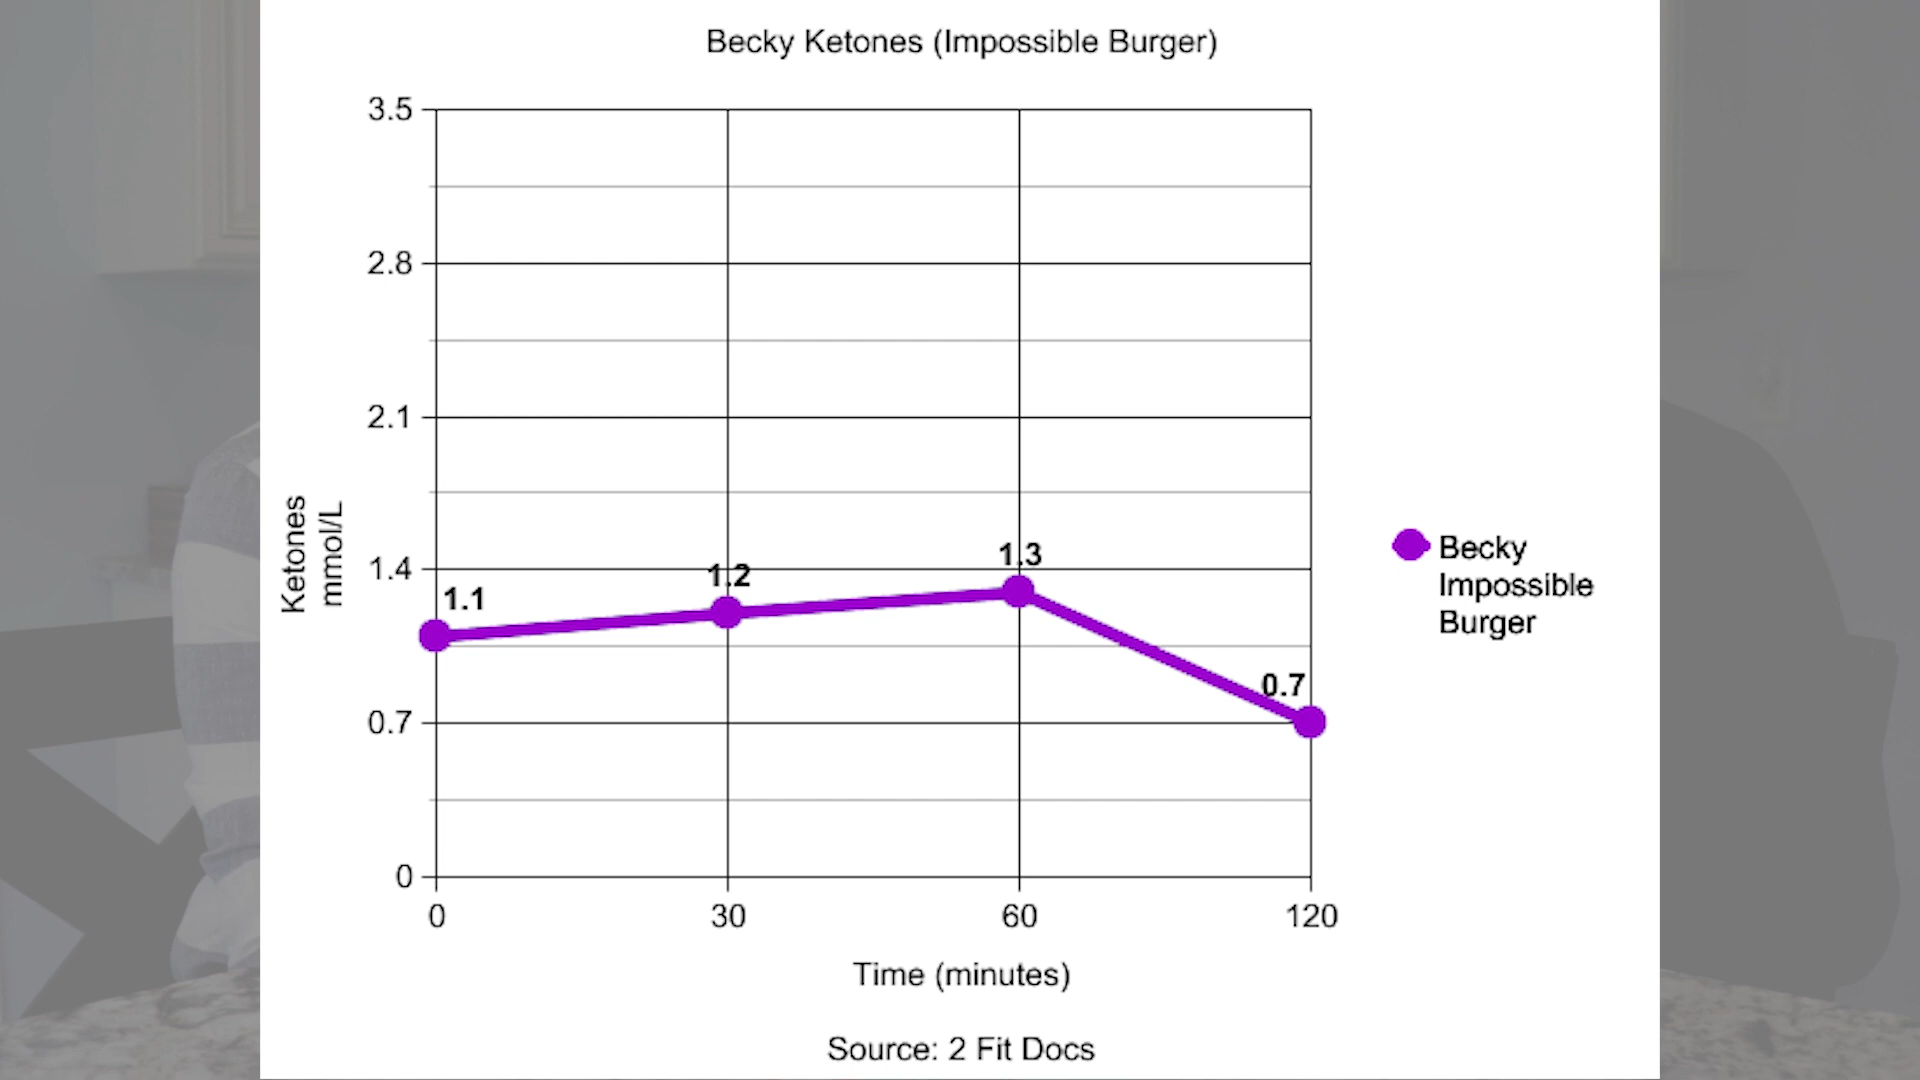 Becky Ketones (Impossible Burger)
3.5
2.8
2.1
1.4
0.7
0
Ketones
mmol/L
1.1
1.2
1.3
0.7
Becky
Impossible
Burger
0 30 60 120
Time (minutes)
Source: 2 Fit Docs